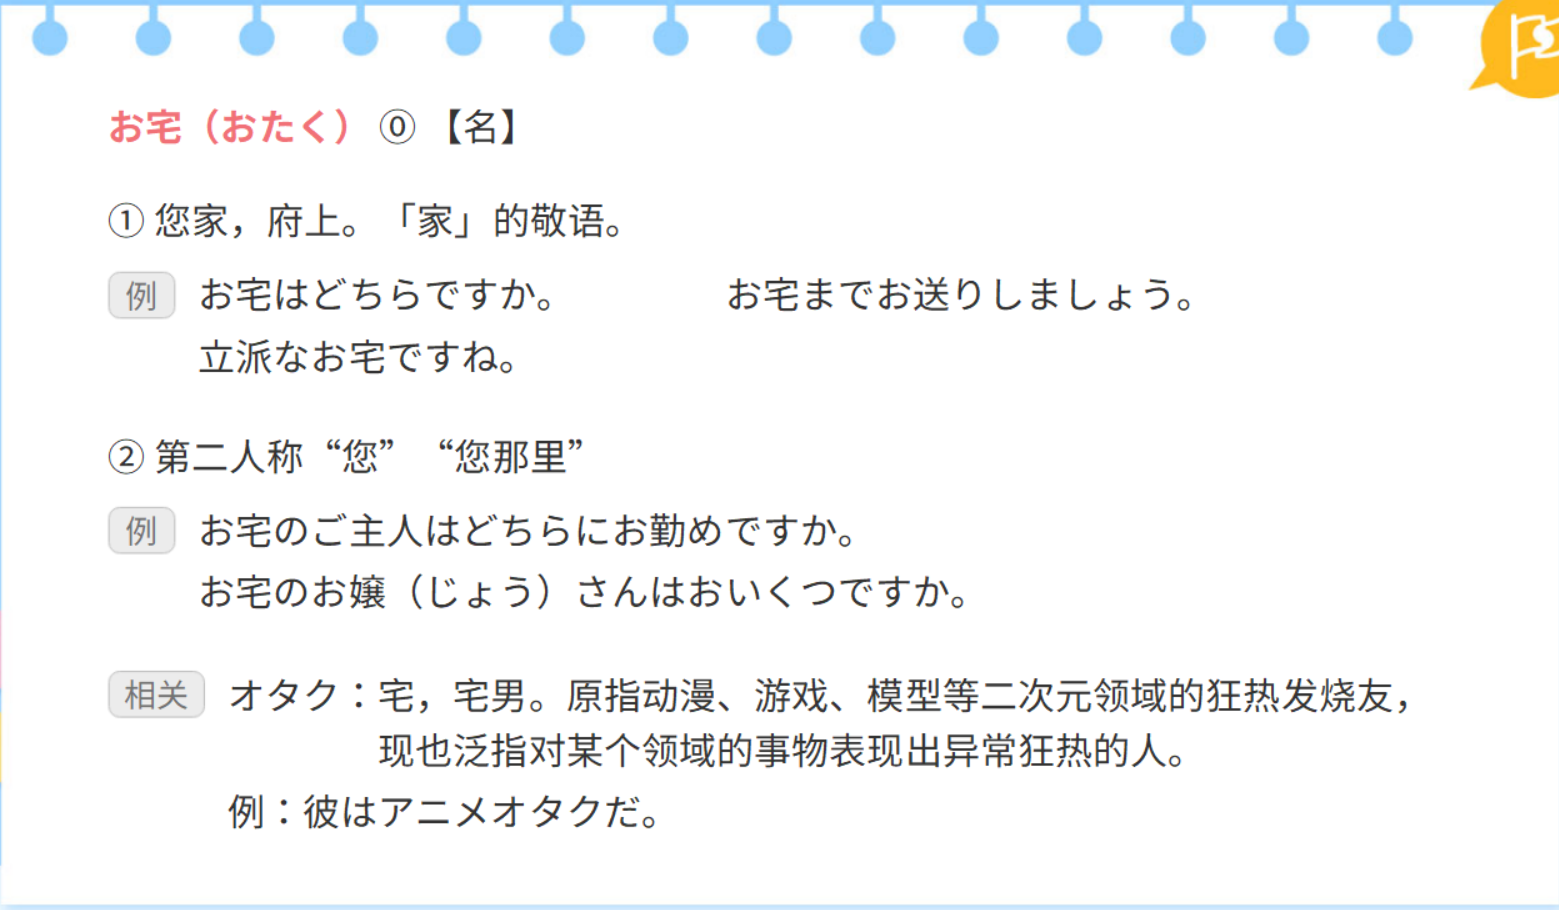 お宅（おたく）⓪【名】
① 您家，府上。「家」的敬语。
例 お宅はどちらですか。 お宅までお送りしましょう。
立派なお宅ですね。
② 第二人称“您” “您那里”
例 お宅のご主人はどちらにお勤めですか。
お宅のお嬢（じょう）さんはおいくつですか。
相关 オタク：宅，宅男。原指动漫、游戏、模型等二次元领域的狂热发烧友，
现也泛指对某个领域的事物表现出异常狂热的人。
例：彼はアニメオタクだ。